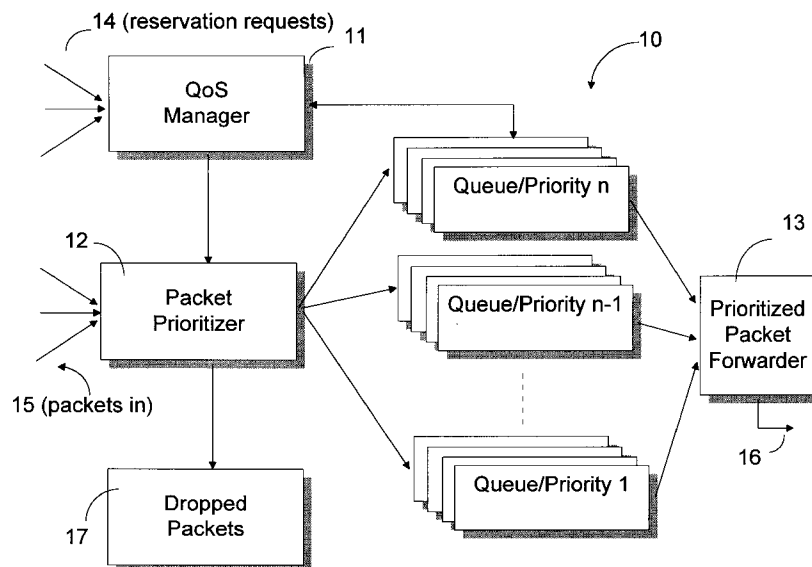 14 (reservation requests)
11
10
QoS
Manager
Queue/Priority n
12
13
Packet
Prioritizer
Queue/Priority n-1
Prioritized
Packet
Forwarder
15 (packets in)
16
Queue/Priority 1
17
Dropped
Packets